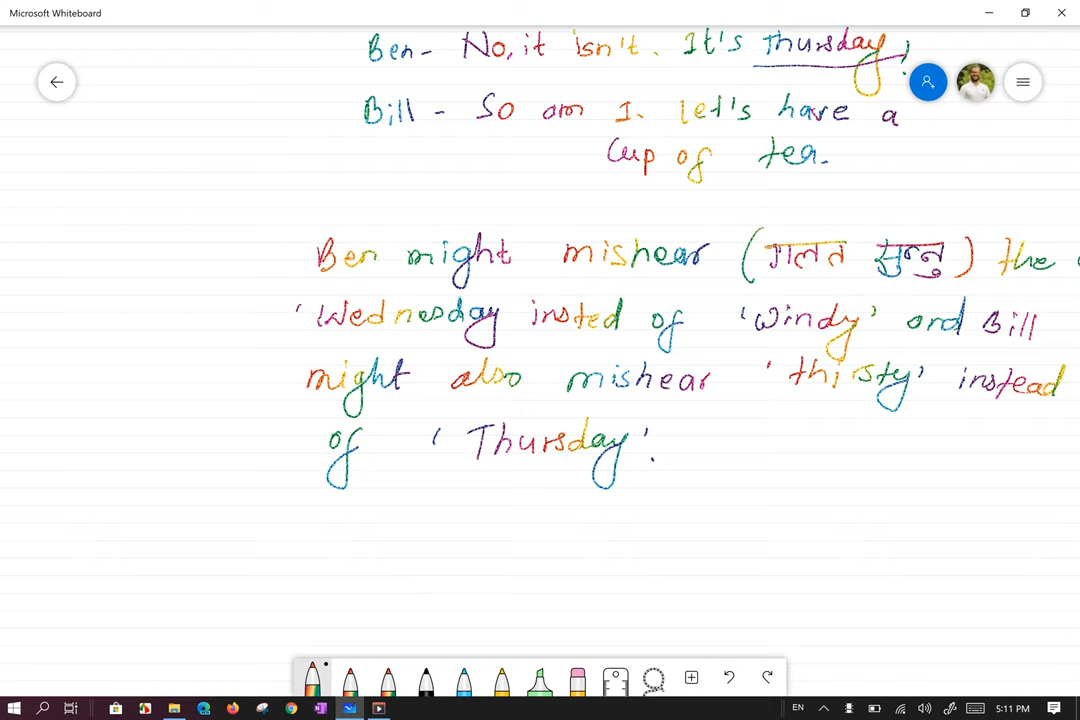 Microsoft Whiteboard
Ben- No, it isn't. It's Thursday!
Bill - So am I. Let's have a
Cup of tea.
Ben might mishear (गलत सुन्नु) the
'Wednesday insted of 'windy' and Bill
might also mishear 'thirsty' instead
of 'Thursday'.
EN 5:11 PM